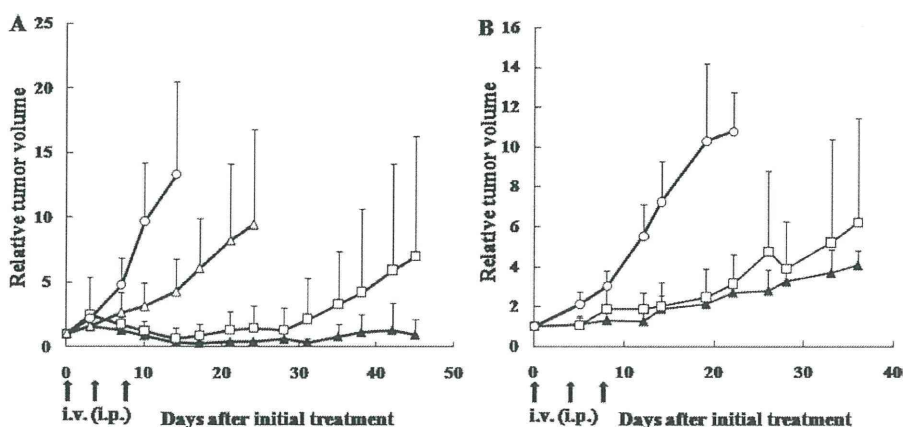 A
B
Relative tumor volume
25
20
15
10
5
0
0 10 20 30 40 50
i.v. (i.p.) Days after initial treatment
Relative tumor volume
16
14
12
10
8
6
4
2
0
0 10 20 30 40
i.v. (i.p.) Days after initial treatment